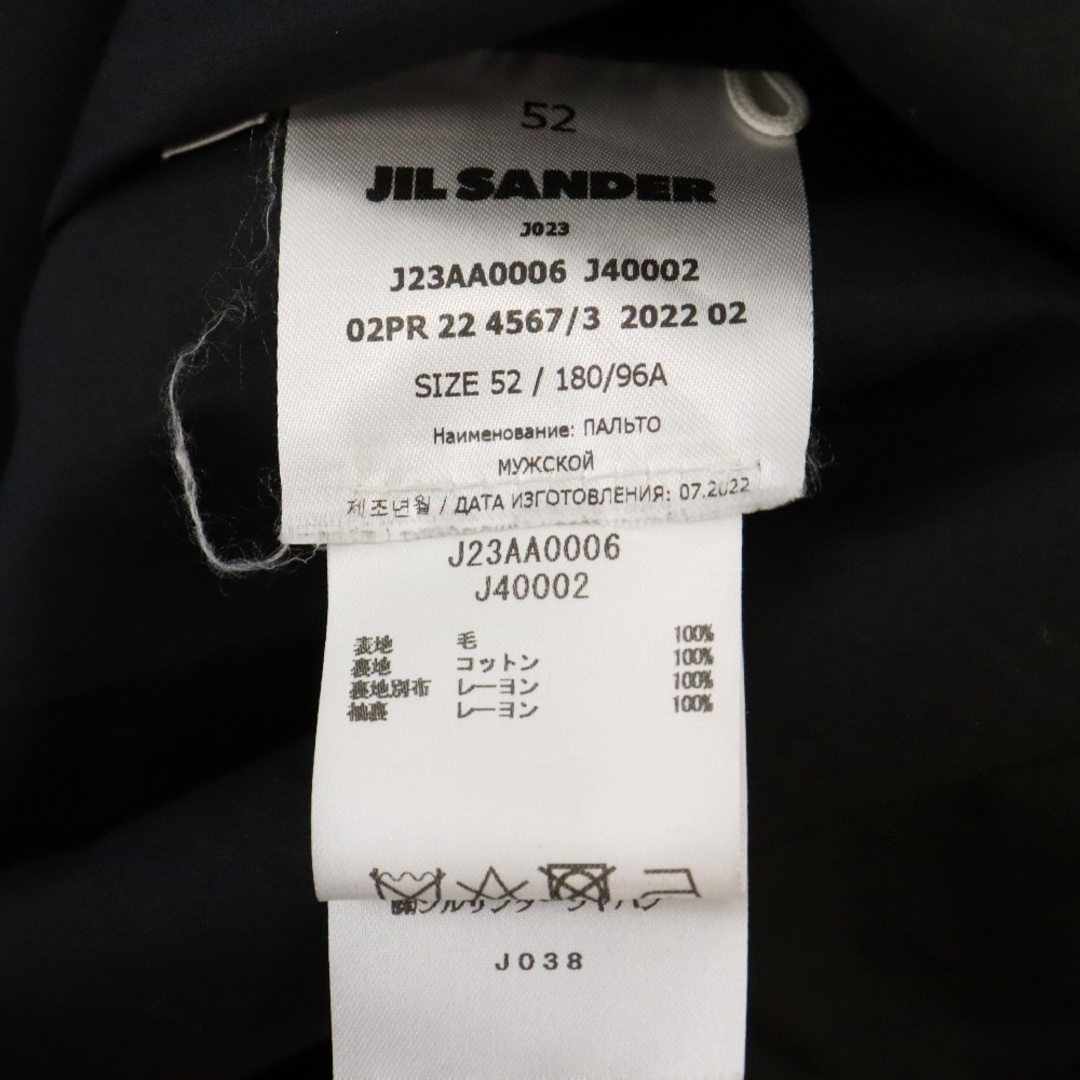 52
JIL SANDER
J023
J23AA0006 J40002
02PR 22 4567/3 2022 02
SIZE 52 / 180/96A
Наименование: ПАЛЬТО
МУЖСКОЙ
제조년월 / ДАТА ИЗГОТОВЛЕНИЯ: 07.2022
J23AA0006
J40002
表地 毛 100%
裏地 コットン 100%
裏地別布 レーヨン 100%
袖裏 レーヨン 100%
J038